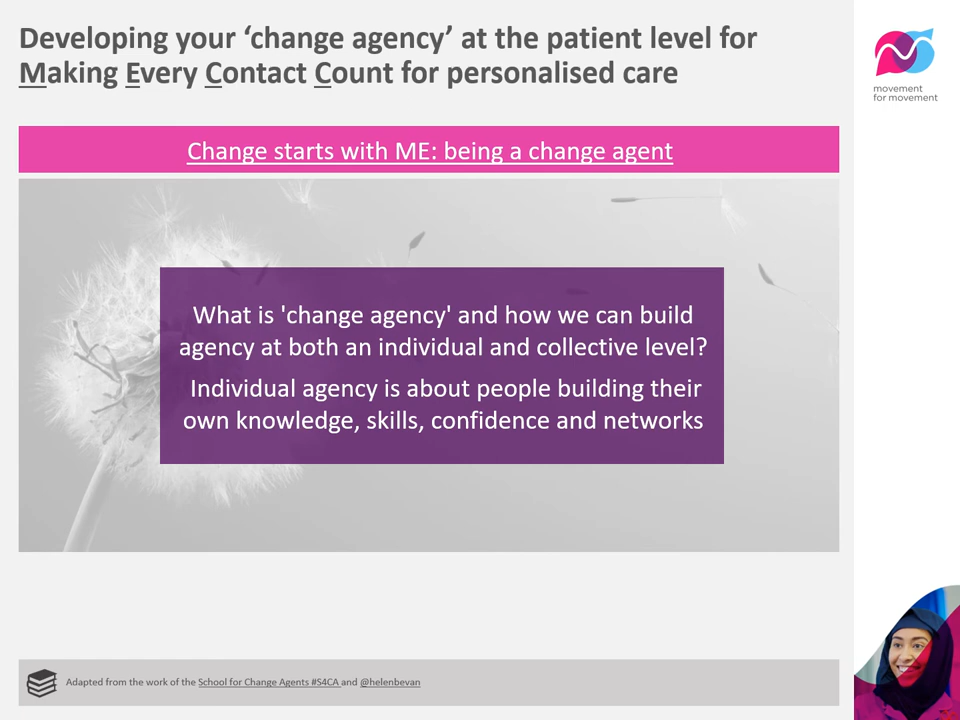 Developing your ‘change agency’ at the patient level for
Making Every Contact Count for personalised care
movement
for movement
Change starts with ME: being a change agent
What is 'change agency' and how we can build
agency at both an individual and collective level?
Individual agency is about people building their
own knowledge, skills, confidence and networks
Adapted from the work of the School for Change Agents #S4CA and @helenbevan